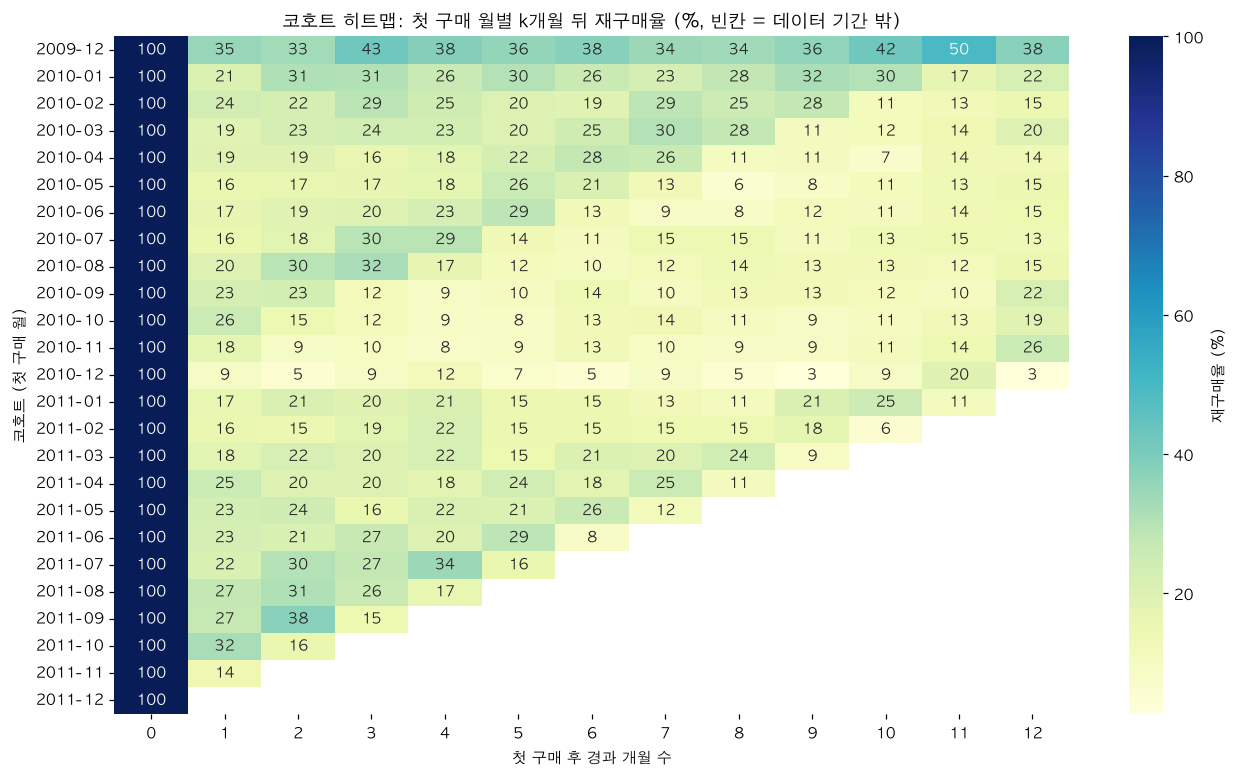 코호트 히트맵: 첫 구매 월별 k개월 뒤 재구매율 (%, 빈칸 = 데이터 기간 밖)
코호트 (첫 구매 월)
2009-12 100 35 33 43 38 36 38 34 34 36 42 50 38
2010-01 100 21 31 31 26 30 26 23 28 32 30 17 22
2010-02 100 24 22 29 25 20 19 29 25 28 11 13 15
2010-03 100 19 23 24 23 20 25 30 28 11 12 14 20
2010-04 100 19 19 16 18 22 28 26 11 11 7 14 14
2010-05 100 16 17 17 18 26 21 13 6 8 11 13 15
2010-06 100 17 19 20 23 29 13 9 8 12 11 14 15
2010-07 100 16 18 30 29 14 11 15 15 11 13 15 13
2010-08 100 20 30 32 17 12 10 12 14 13 13 12 15
2010-09 100 23 23 12 9 10 14 10 13 13 12 10 22
2010-10 100 26 15 12 9 8 13 14 11 9 11 13 19
2010-11 100 18 9 10 8 9 13 10 9 9 11 14 26
2010-12 100 9 5 9 12 7 5 9 5 3 9 20 3
2011-01 100 17 21 20 21 15 15 13 11 21 25 11
2011-02 100 16 15 19 22 15 15 15 15 18 6
2011-03 100 18 22 20 22 15 21 20 24 9
2011-04 100 25 20 20 18 24 18 25 11
2011-05 100 23 24 16 22 21 26 12
2011-06 100 23 21 27 20 29 8
2011-07 100 22 30 27 34 16
2011-08 100 27 31 26 17
2011-09 100 27 38 15
2011-10 100 32 16
2011-11 100 14
2011-12 100
0 1 2 3 4 5 6 7 8 9 10 11 12
첫 구매 후 경과 개월 수
100
80
60
40
20
재구매율 (%)